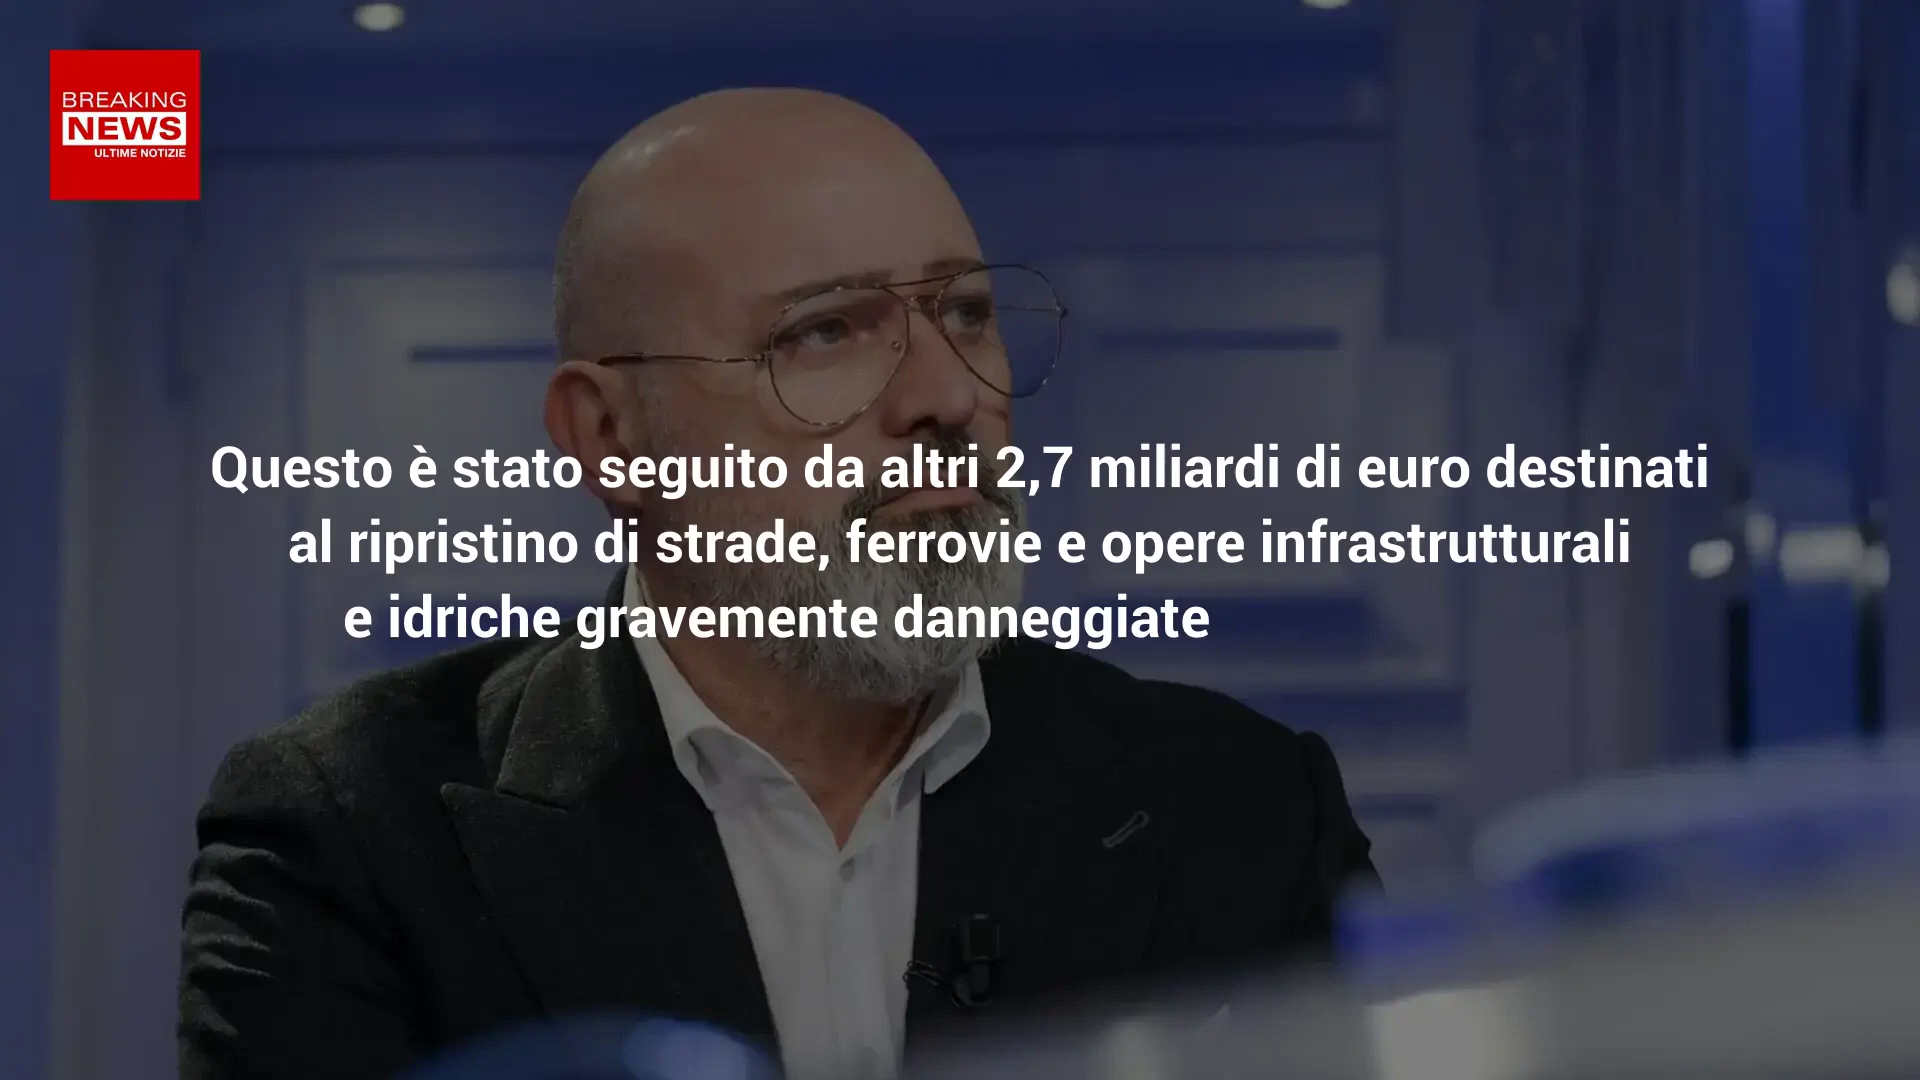 BREAKING
NEWS
ULTIME NOTIZIE
Questo è stato seguito da altri 2,7 miliardi di euro destinati
al ripristino di strade, ferrovie e opere infrastrutturali
e idriche gravemente danneggiate